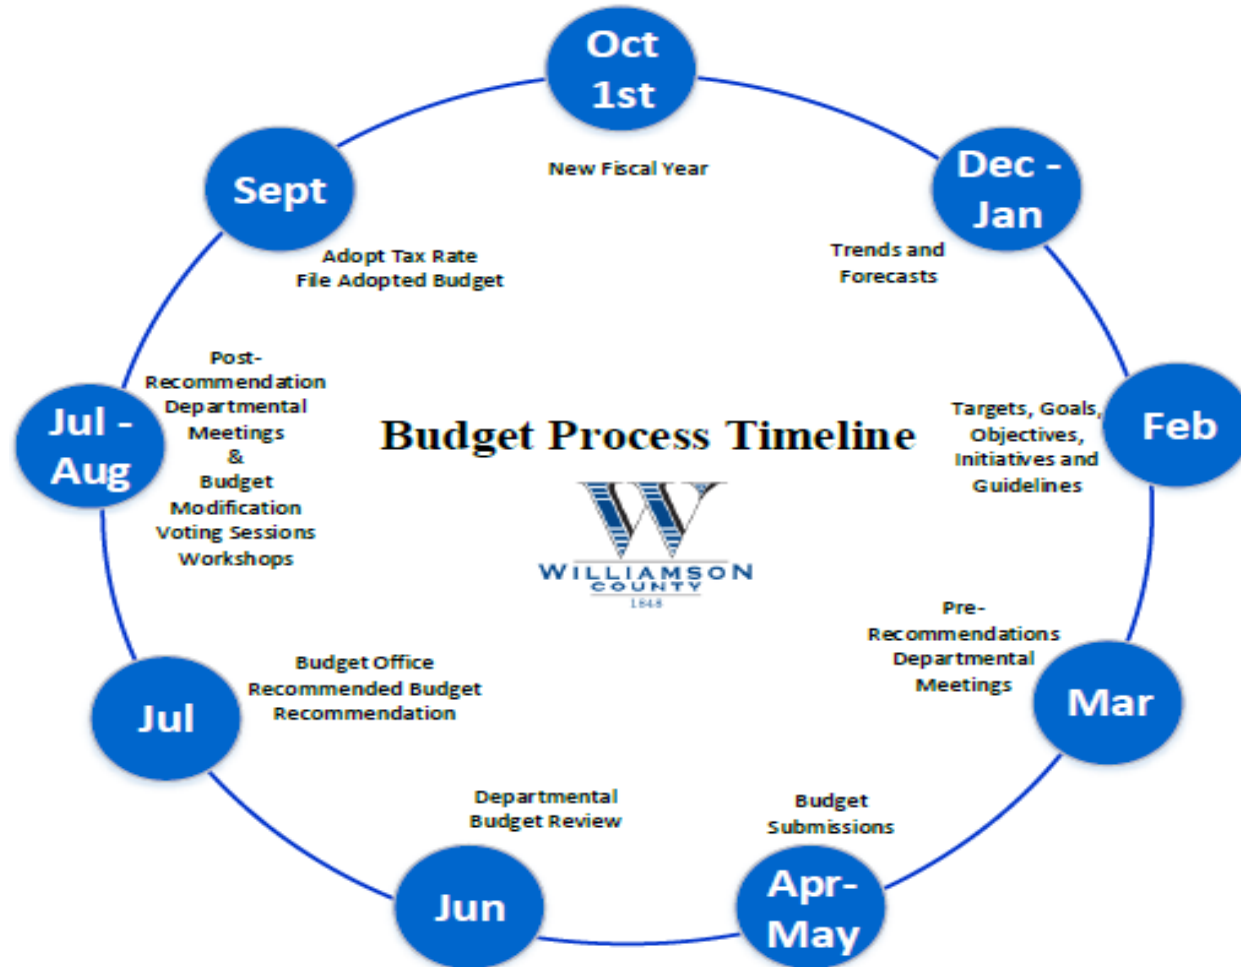 Oct
1st
New Fiscal Year
Dec -
Jan
Trends and
Forecasts
Feb
Targets, Goals,
Objectives,
Initiatives and
Guidelines
Mar
Pre-
Recommendations
Departmental
Meetings
Apr-
May
Budget
Submissions
Jun
Departmental
Budget Review
Jul
Budget Office
Recommended Budget
Recommendation
Jul -
Aug
Post-
Recommendation
Departmental
Meetings
&
Budget
Modification
Voting Sessions
Workshops
Sept
Adopt Tax Rate
File Adopted Budget
Budget Process Timeline
W
WILLIAMSON
COUNTY
1848